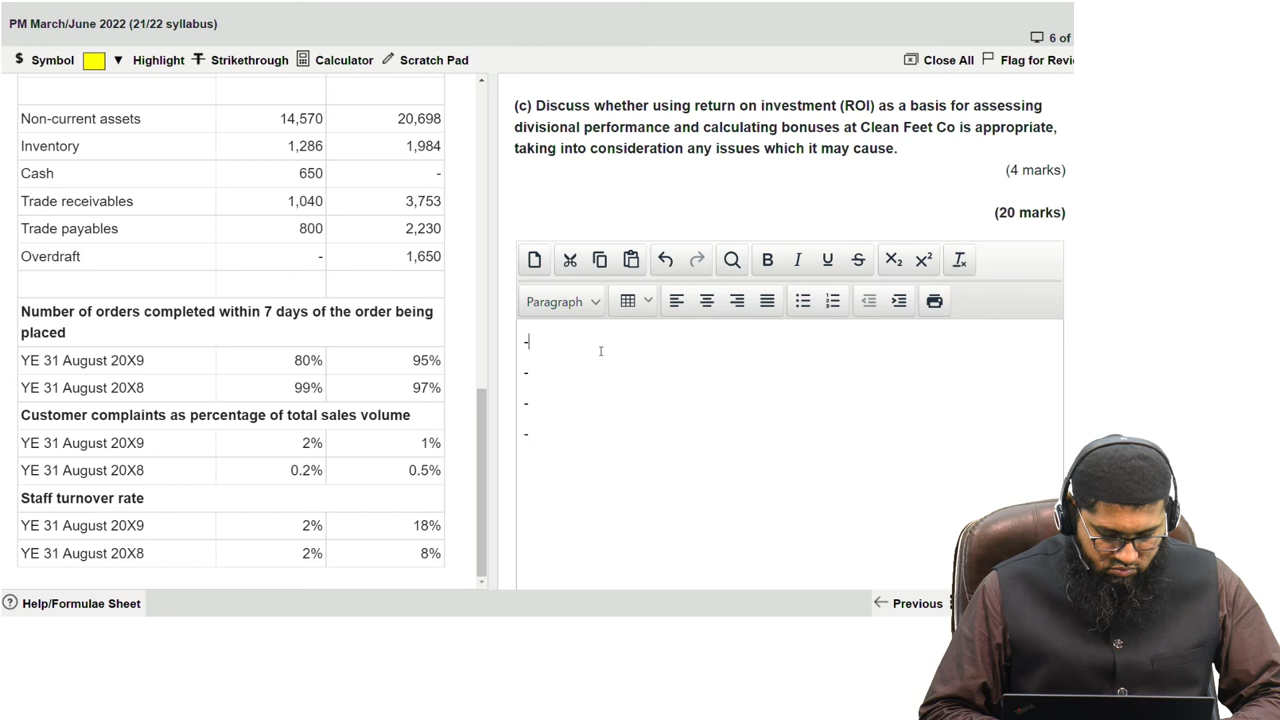 PM March/June 2022 (21/22 syllabus)
6 of
$ Symbol Highlight Strikethrough Calculator Scratch Pad
Close All Flag for Revi
Non-current assets 14,570 20,698
Inventory 1,286 1,984
Cash 650 -
Trade receivables 1,040 3,753
Trade payables 800 2,230
Overdraft - 1,650
Number of orders completed within 7 days of the order being
placed
YE 31 August 20X9 80% 95%
YE 31 August 20X8 99% 97%
Customer complaints as percentage of total sales volume
YE 31 August 20X9 2% 1%
YE 31 August 20X8 0.2% 0.5%
Staff turnover rate
YE 31 August 20X9 2% 18%
YE 31 August 20X8 2% 8%
(c) Discuss whether using return on investment (ROI) as a basis for assessing
divisional performance and calculating bonuses at Clean Feet Co is appropriate,
taking into consideration any issues which it may cause.
(4 marks)
(20 marks)
B I U S X₂ X² Tx
Paragraph
-
-
-
-
Help/Formulae Sheet
Previous